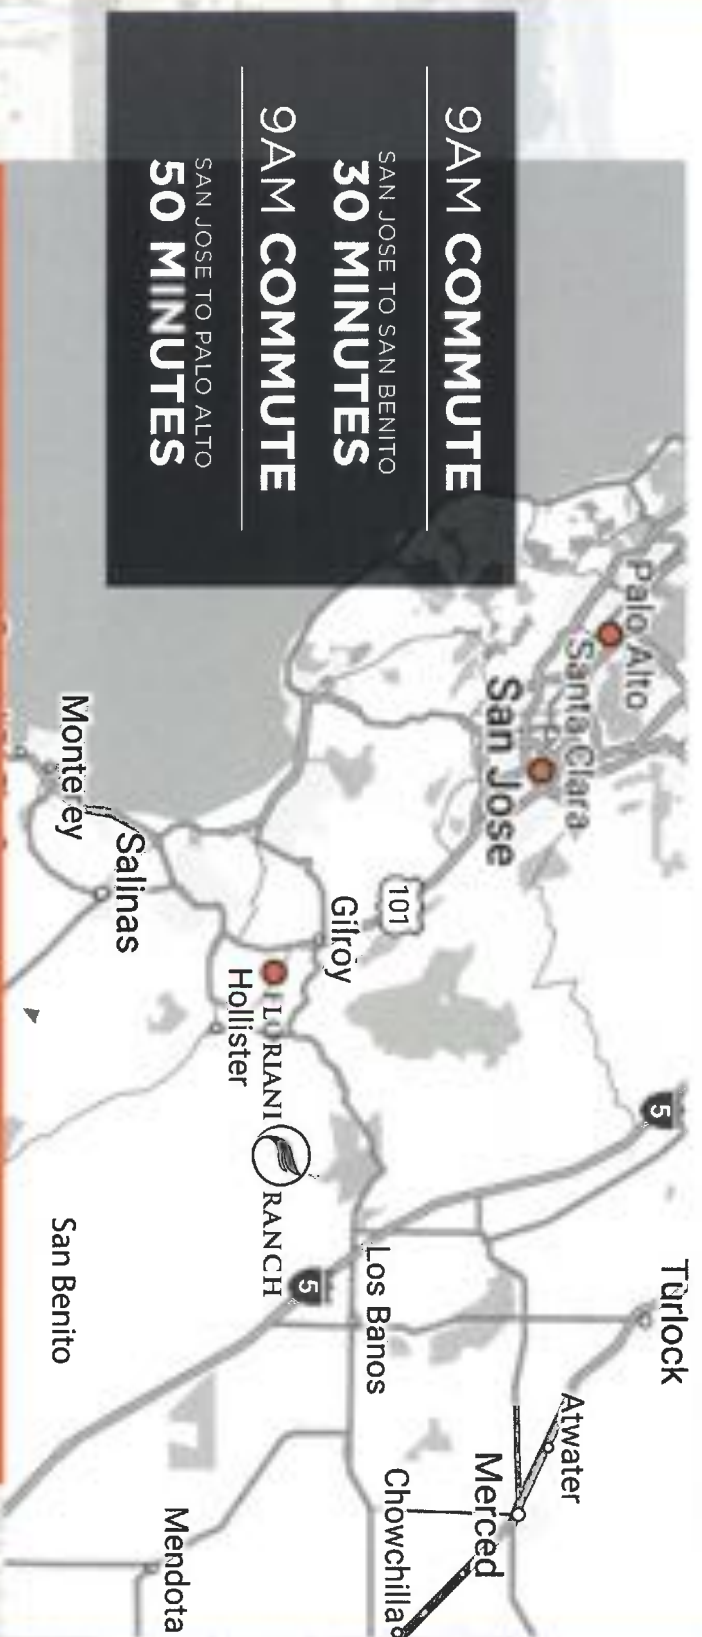 9AM COMMUTE
SAN JOSE TO SAN BENITO
30 MINUTES
9AM COMMUTE
SAN JOSE TO PALO ALTO
50 MINUTES
Palo Alto
Santa Clara
San Jose
101
Gilroy
Monterey
Salinas
Hollister
FLORIANI RANCH
5
Turlock
Atwater
Merced
Chowchilla
Los Banos
5
San Benito
Mendota